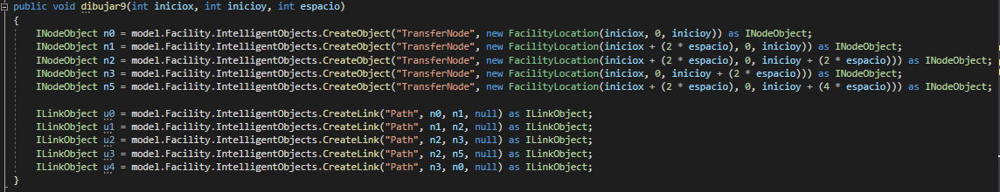 public void dibujar9(int iniciox, int inicioy, int espacio)
{
INodeObject n0 = model.Facility.IntelligentObjects.CreateObject("TransferNode", new FacilityLocation(iniciox, 0, inicioy)) as INodeObject;
INodeObject n1 = model.Facility.IntelligentObjects.CreateObject("TransferNode", new FacilityLocation(iniciox + (2 * espacio), 0, inicioy)) as INodeObject;
INodeObject n2 = model.Facility.IntelligentObjects.CreateObject("TransferNode", new FacilityLocation(iniciox + (2 * espacio), 0, inicioy + (2 * espacio))) as INodeObject;
INodeObject n3 = model.Facility.IntelligentObjects.CreateObject("TransferNode", new FacilityLocation(iniciox, 0, inicioy + (2 * espacio))) as INodeObject;
INodeObject n5 = model.Facility.IntelligentObjects.CreateObject("TransferNode", new FacilityLocation(iniciox + (2 * espacio), 0, inicioy + (4 * espacio))) as INodeObject;
ILinkObject u0 = model.Facility.IntelligentObjects.CreateLink("Path", n0, n1, null) as ILinkObject;
ILinkObject u1 = model.Facility.IntelligentObjects.CreateLink("Path", n1, n2, null) as ILinkObject;
ILinkObject u2 = model.Facility.IntelligentObjects.CreateLink("Path", n2, n3, null) as ILinkObject;
ILinkObject u3 = model.Facility.IntelligentObjects.CreateLink("Path", n2, n5, null) as ILinkObject;
ILinkObject u4 = model.Facility.IntelligentObjects.CreateLink("Path", n3, n0, null) as ILinkObject;
}